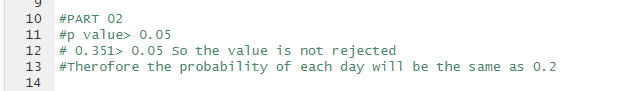 9
10 #PART 02
11 #p value> 0.05
12 # 0.351> 0.05 So the value is not rejected
13 #Therofore the probability of each day will be the same as 0.2
14